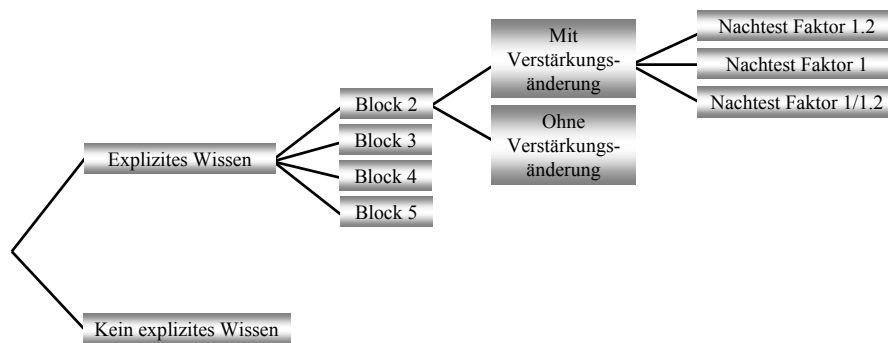 Explizites Wissen
Kein explizites Wissen
Block 2
Block 3
Block 4
Block 5
Mit
Verstärkungs-
änderung
Ohne
Verstärkungs-
änderung
Nachtest Faktor 1.2
Nachtest Faktor 1
Nachtest Faktor 1/1.2